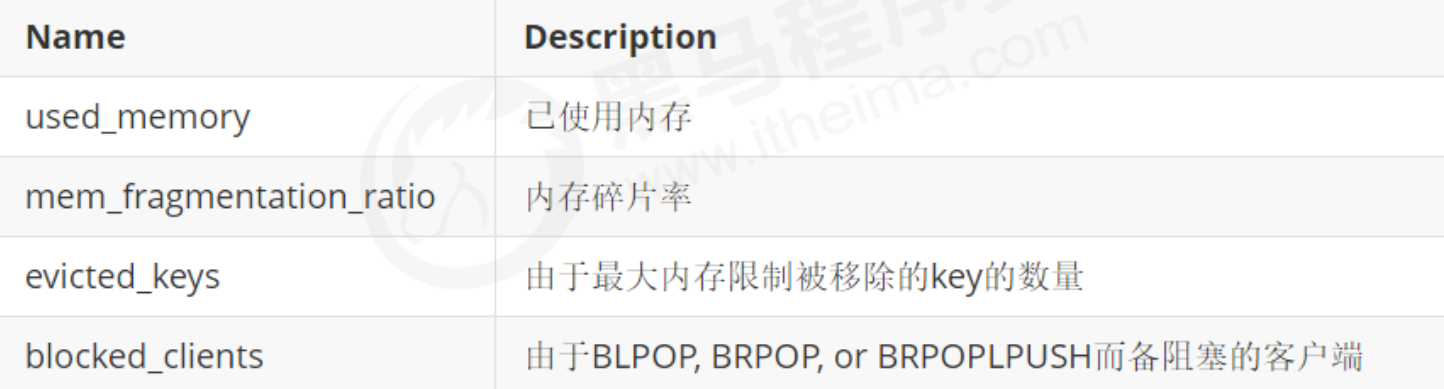 Name Description
used_memory 已使用内存
mem_fragmentation_ratio 内存碎片率
evicted_keys 由于最大内存限制被移除的key的数量
blocked_clients 由于BLPOP, BRPOP, or BRPOPLPUSH而备阻塞的客户端
黑马程序
www.itheima.com